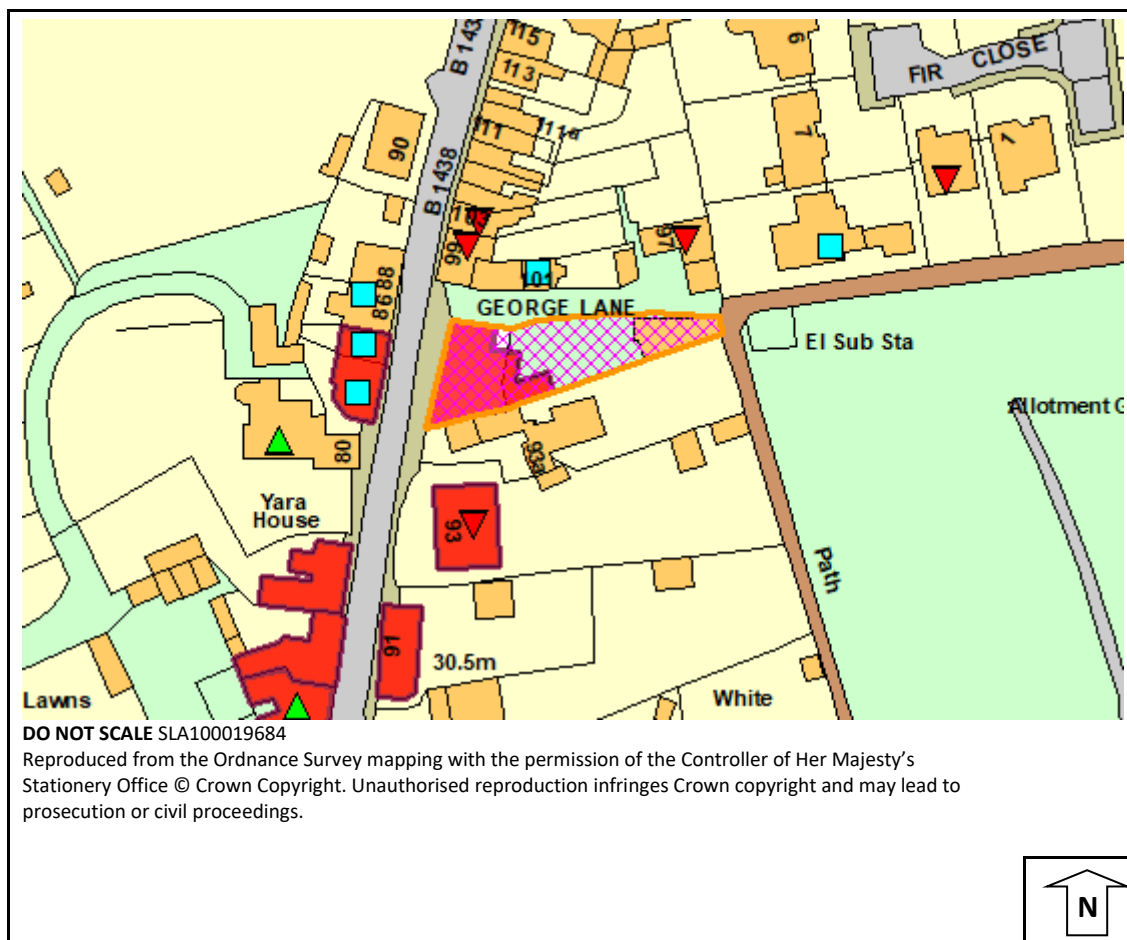 B 143
115
113
6
FIR CLOSE
90
111
111a
7
1
B 1438
103
99
97
101
86 88
GEORGE LANE
El Sub Sta
Allotment G
80
93a
Yara
House
93
Path
91
30.5m
Lawns
White
DO NOT SCALE SLA100019684
Reproduced from the Ordnance Survey mapping with the permission of the Controller of Her Majesty’s
Stationery Office © Crown Copyright. Unauthorised reproduction infringes Crown copyright and may lead to
prosecution or civil proceedings.
N